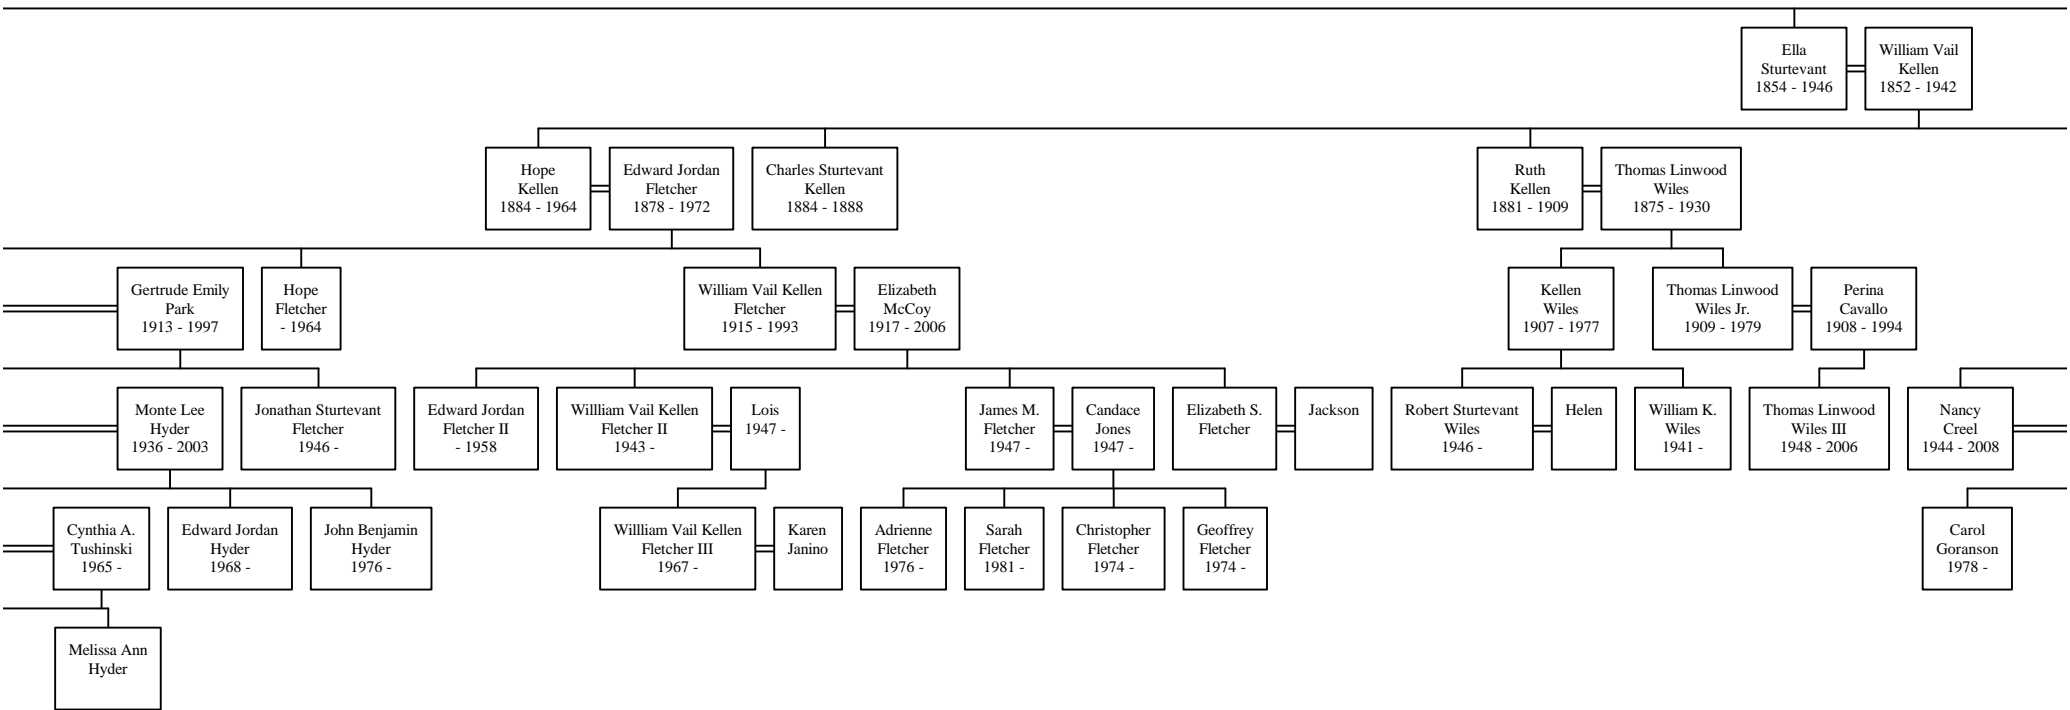 Ella
Sturtevant
1854 - 1946
William Vail
Kellen
1852 - 1942
Hope
Kellen
1884 - 1964
Edward Jordan
Fletcher
1878 - 1972
Charles Sturtevant
Kellen
1884 - 1888
Ruth
Kellen
1881 - 1909
Thomas Linwood
Wiles
1875 - 1930
Gertrude Emily
Park
1913 - 1997
Hope
Fletcher
- 1964
William Vail Kellen
Fletcher
1915 - 1993
Elizabeth
McCoy
1917 - 2006
Kellen
Wiles
1907 - 1977
Thomas Linwood
Wiles Jr.
1909 - 1979
Perina
Cavallo
1908 - 1994
Monte Lee
Hyder
1936 - 2003
Jonathan Sturtevant
Fletcher
1946 -
Edward Jordan
Fletcher II
- 1958
Willliam Vail Kellen
Fletcher II
1943 -
Lois
1947 -
James M.
Fletcher
1947 -
Candace
Jones
1947 -
Elizabeth S.
Fletcher
Jackson
Robert Sturtevant
Wiles
1946 -
Helen
William K.
Wiles
1941 -
Thomas Linwood
Wiles III
1948 - 2006
Nancy
Creel
1944 - 2008
Cynthia A.
Tushinski
1965 -
Edward Jordan
Hyder
1968 -
John Benjamin
Hyder
1976 -
Willliam Vail Kellen
Fletcher III
1967 -
Karen
Janino
Adrienne
Fletcher
1976 -
Sarah
Fletcher
1981 -
Christopher
Fletcher
1974 -
Geoffrey
Fletcher
1974 -
Carol
Goranson
1978 -
Melissa Ann
Hyder